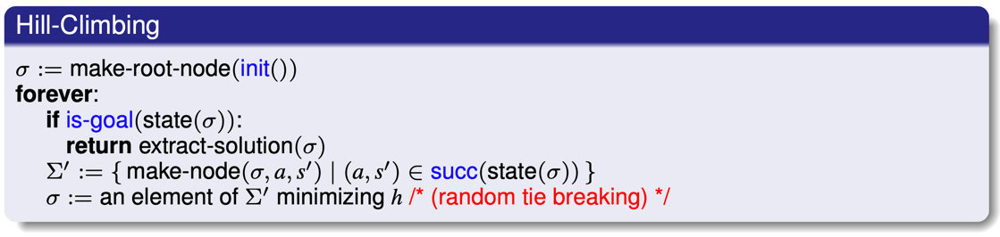 Hill-Climbing
σ := make-root-node(init())
forever:
if is-goal(state(σ)):
return extract-solution(σ)
Σ′ := { make-node(σ, a, s′) | (a, s′) ∈ succ(state(σ)) }
σ := an element of Σ′ minimizing h /* (random tie breaking) */